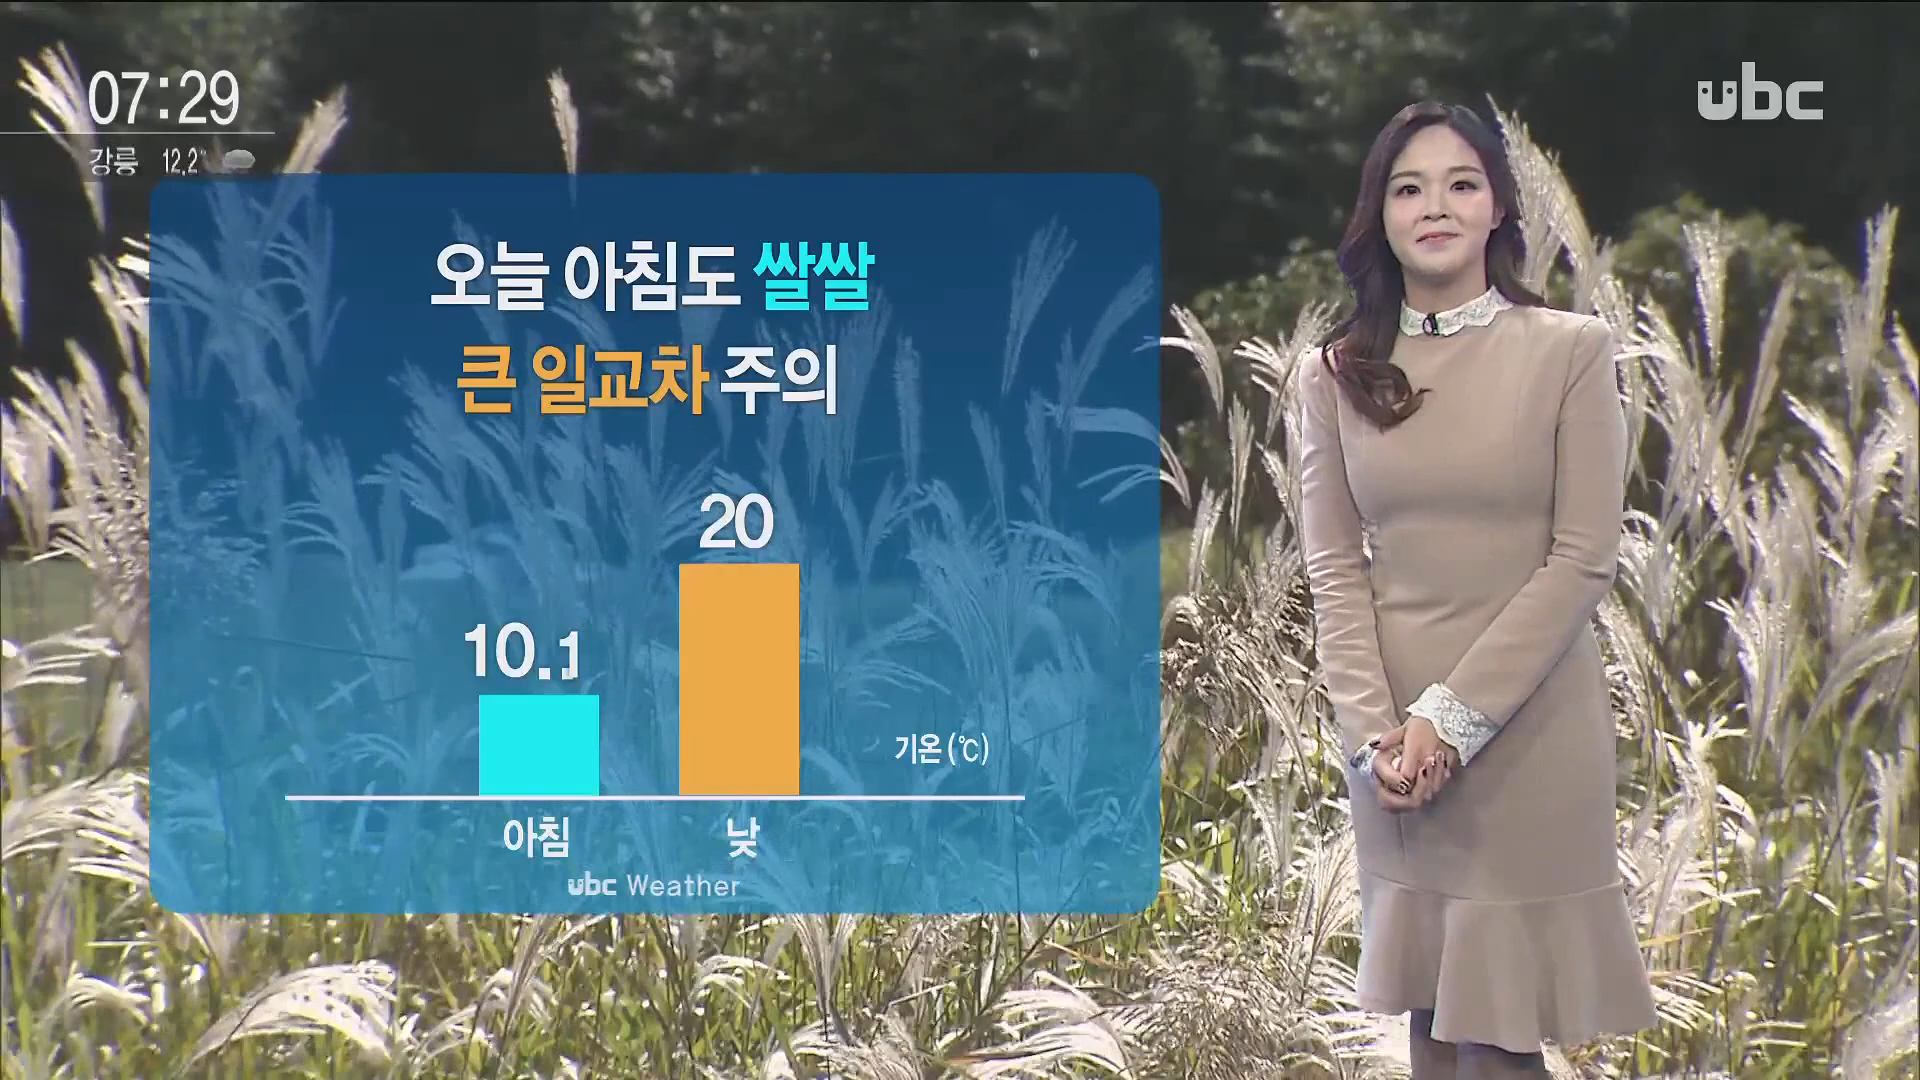 07:29
ubc
강릉 12.2°
오늘 아침도 쌀쌀
큰 일교차 주의
20
10.1
기온 (℃)
아침 낮
ubc Weather